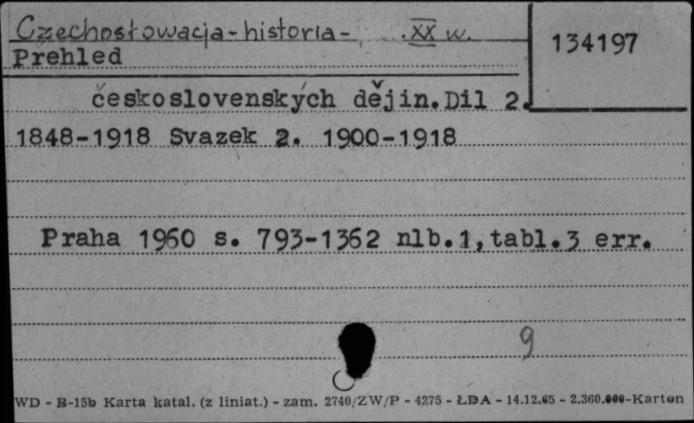 Czechosłowacja - historia - XX w.
134197
Prehled
československých dějin. Dil 2.
1848-1918 Svazek 2. 1900-1918
Praha 1960 s. 793-1362 nlb.1, tabl.3 err.
9
WD - B-15b Karta katal. (z liniat.) - zam. 2740/ZW/P - 4275 - ŁDA - 14.12.65 - 2.360.000-Karton